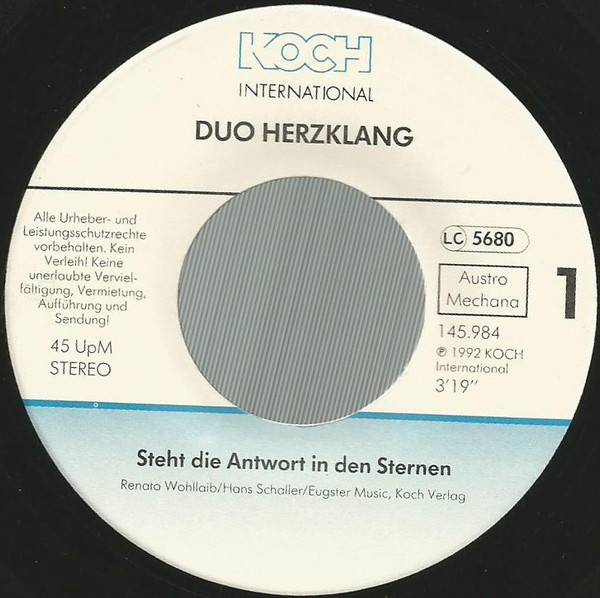 KOCH
INTERNATIONAL
DUO HERZKLANG
Alle Urheber- und
Leistungsschutzrechte
vorbehalten. Kein
Verleih! Keine
unerlaubte Verviel-
fältigung, Vermietung,
Aufführung und
Sendung!
45 UpM
STEREO
LC 5680
Austro
Mechana
1
145.984
℗ 1992 KOCH
International
3'19"
Steht die Antwort in den Sternen
Renato Wohllaib/Hans Schaller/Eugster Music, Koch Verlag